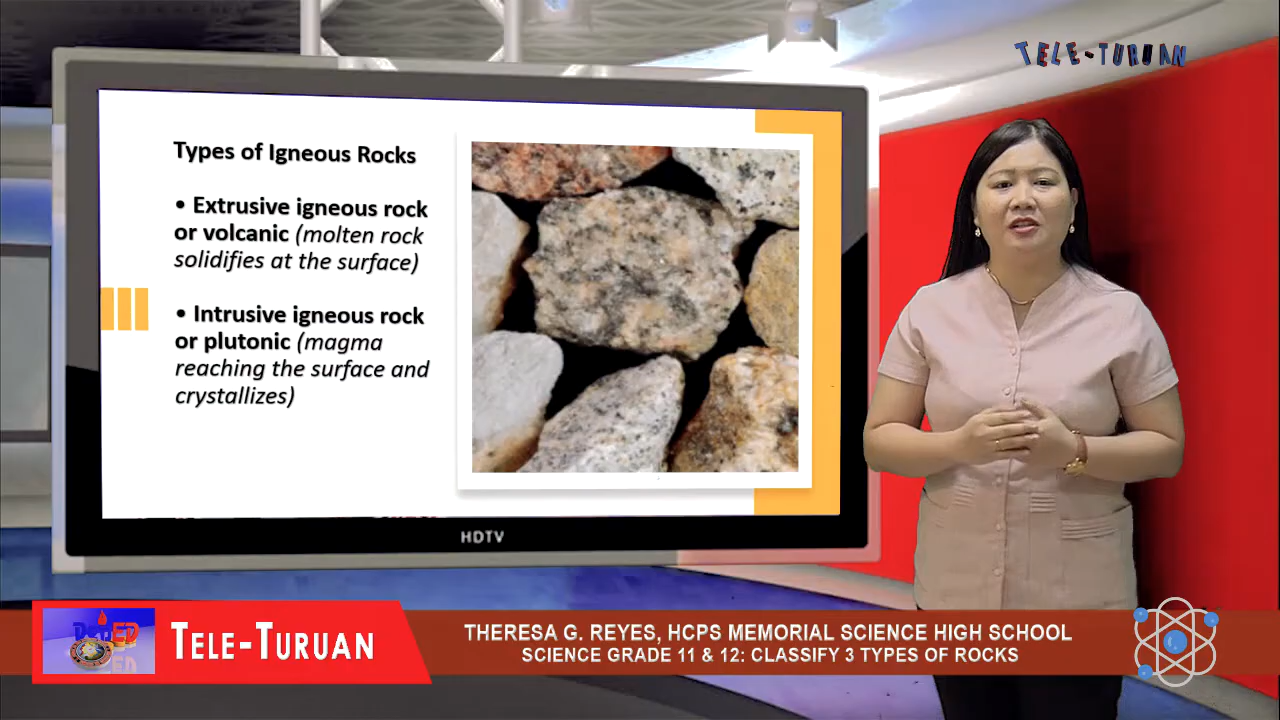 TELE-TURUAN
Types of Igneous Rocks
• Extrusive igneous rock
or volcanic (molten rock
solidifies at the surface)
• Intrusive igneous rock
or plutonic (magma
reaching the surface and
crystallizes)
HDTV
DepED
TELE-TURUAN
THERESA G. REYES, HCPS MEMORIAL SCIENCE HIGH SCHOOL
SCIENCE GRADE 11 & 12: CLASSIFY 3 TYPES OF ROCKS